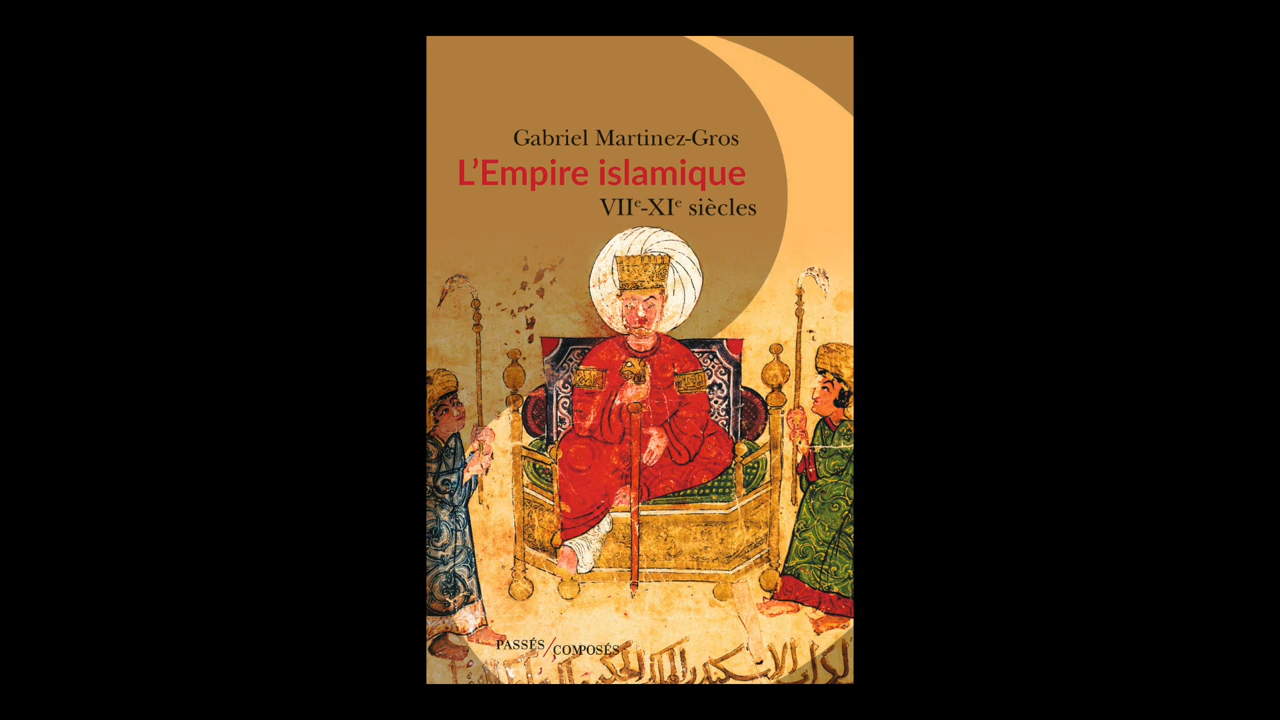 Gabriel Martinez-Gros
L’Empire islamique
VIIᵉ-XIᵉ siècles
PASSÉS/COMPOSÉS